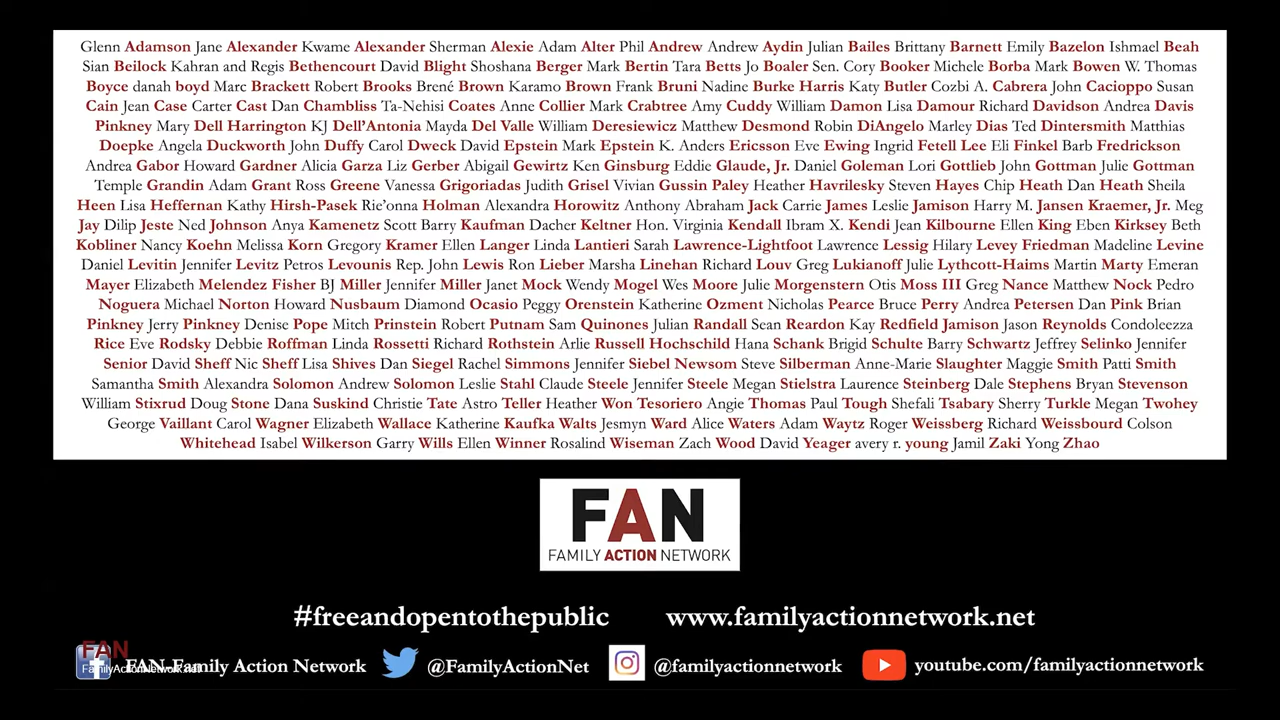 Glenn Adamson Jane Alexander Kwame Alexander Sherman Alexie Adam Alter Phil Andrew Andrew Aydin Julian Bailes Brittany Barnett Emily Bazelon Ishmael Beah
Sian Beilock Kahran and Regis Bethencourt David Blight Shoshana Berger Mark Bertin Tara Betts Jo Boaler Sen. Cory Booker Michele Borba Mark Bowen W. Thomas
Boyce danah boyd Marc Brackett Robert Brooks Brené Brown Karamo Brown Frank Bruni Nadine Burke Harris Katy Butler Cozbi A. Cabrera John Cacioppo Susan
Cain Jean Case Carter Cast Dan Chambliss Ta-Nehisi Coates Anne Collier Mark Crabtree Amy Cuddy William Damon Lisa Damour Richard Davidson Andrea Davis
Pinkney Mary Dell Harrington KJ Dell'Antonia Mayda Del Valle William Deresiewicz Matthew Desmond Robin DiAngelo Marley Dias Ted Dintersmith Matthias
Doepke Angela Duckworth John Duffy Carol Dweck David Epstein Mark Epstein K. Anders Ericsson Eve Ewing Ingrid Fetell Lee Eli Finkel Barb Fredrickson
Andrea Gabor Howard Gardner Alicia Garza Liz Gerber Abigail Gewirtz Ken Ginsburg Eddie Glaude, Jr. Daniel Goleman Lori Gottlieb John Gottman Julie Gottman
Temple Grandin Adam Grant Ross Greene Vanessa Grigoriadas Judith Grisel Vivian Gussin Paley Heather Havrilesky Steven Hayes Chip Heath Dan Heath Sheila
Heen Lisa Heffernan Kathy Hirsh-Pasek Rie'onna Holman Alexandra Horowitz Anthony Abraham Jack Carrie James Leslie Jamison Harry M. Jansen Kraemer, Jr. Meg
Jay Dilip Jeste Ned Johnson Anya Kamenetz Scott Barry Kaufman Dacher Keltner Hon. Virginia Kendall Ibram X. Kendi Jean Kilbourne Ellen King Eben Kirksey Beth
Kobliner Nancy Koehn Melissa Korn Gregory Kramer Ellen Langer Linda Lantieri Sarah Lawrence-Lightfoot Lawrence Lessig Hilary Levey Friedman Madeline Levine
Daniel Levitin Jennifer Levitz Petros Levounis Rep. John Lewis Ron Lieber Marsha Linehan Richard Louv Greg Lukianoff Julie Lythcott-Haims Martin Marty Emeran
Mayer Elizabeth Melendez Fisher BJ Miller Jennifer Miller Janet Mock Wendy Mogel Wes Moore Julie Morgenstern Otis Moss III Greg Nance Matthew Nock Pedro
Noguera Michael Norton Howard Nusbaum Diamond Ocasio Peggy Orenstein Katherine Ozment Nicholas Pearce Bruce Perry Andrea Petersen Dan Pink Brian
Pinkney Jerry Pinkney Denise Pope Mitch Prinstein Robert Putnam Sam Quinones Julian Randall Sean Reardon Kay Redfield Jamison Jason Reynolds Condoleezza
Rice Eve Rodsky Debbie Roffman Linda Rossetti Richard Rothstein Arlie Russell Hochschild Hana Schank Brigid Schulte Barry Schwartz Jeffrey Selinko Jennifer
Senior David Sheff Nic Sheff Lisa Shives Dan Siegel Rachel Simmons Jennifer Siebel Newsom Steve Silberman Anne-Marie Slaughter Maggie Smith Patti Smith
Samantha Smith Alexandra Solomon Andrew Solomon Leslie Stahl Claude Steele Jennifer Steele Megan Stielstra Laurence Steinberg Dale Stephens Bryan Stevenson
William Stixrud Doug Stone Dana Suskind Christie Tate Astro Teller Heather Won Tesoriero Angie Thomas Paul Tough Shefali Tsabary Sherry Turkle Megan Twohey
George Vaillant Carol Wagner Elizabeth Wallace Katherine Kaufka Walts Jesmyn Ward Alice Waters Adam Waytz Roger Weissberg Richard Weissbourd Colson
Whitehead Isabel Wilkerson Garry Wills Ellen Winner Rosalind Wiseman Zach Wood David Yeager avery r. young Jamil Zaki Yong Zhao
FAN
FAMILY ACTION NETWORK
#freeandopentothepublic www.familyactionnetwork.net
FAN
FamilyActionNetwork.net
FAN Family Action Network @FamilyActionNet @familyactionnetwork youtube.com/familyactionnetwork